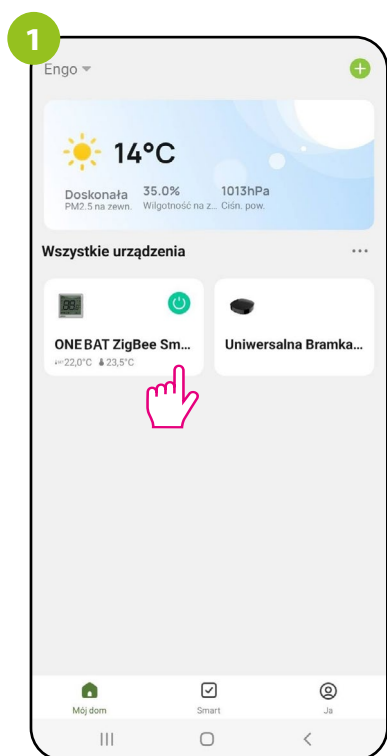 1
Engo
14°C
Doskonała 35.0% 1013hPa
PM2.5 na zewn. Wilgotność na z... Ciśn. pow.
Wszystkie urządzenia
ONE BAT ZigBee Sm... Uniwersalna Bramka...
22,0°C 23,5°C
Mój dom Smart Ja